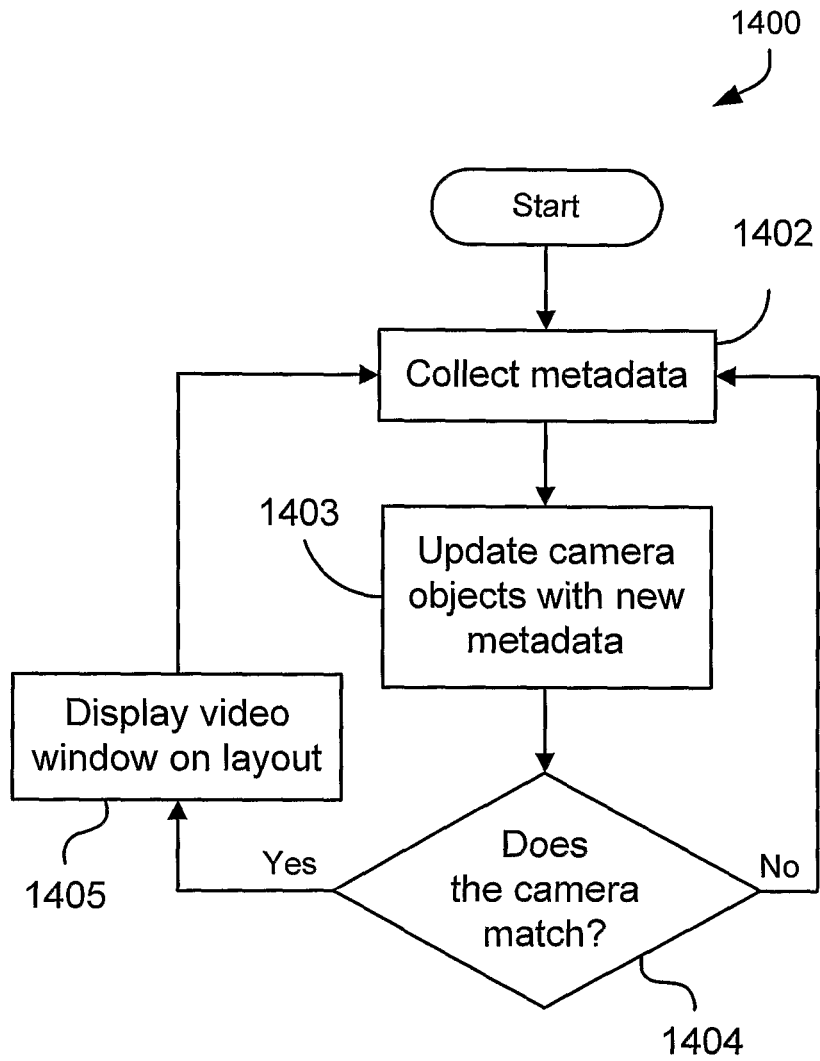 1400
Start
1402
Collect metadata
1403
Update camera
objects with new
metadata
Display video
window on layout
1405
Yes
Does
the camera
match?
No
1404